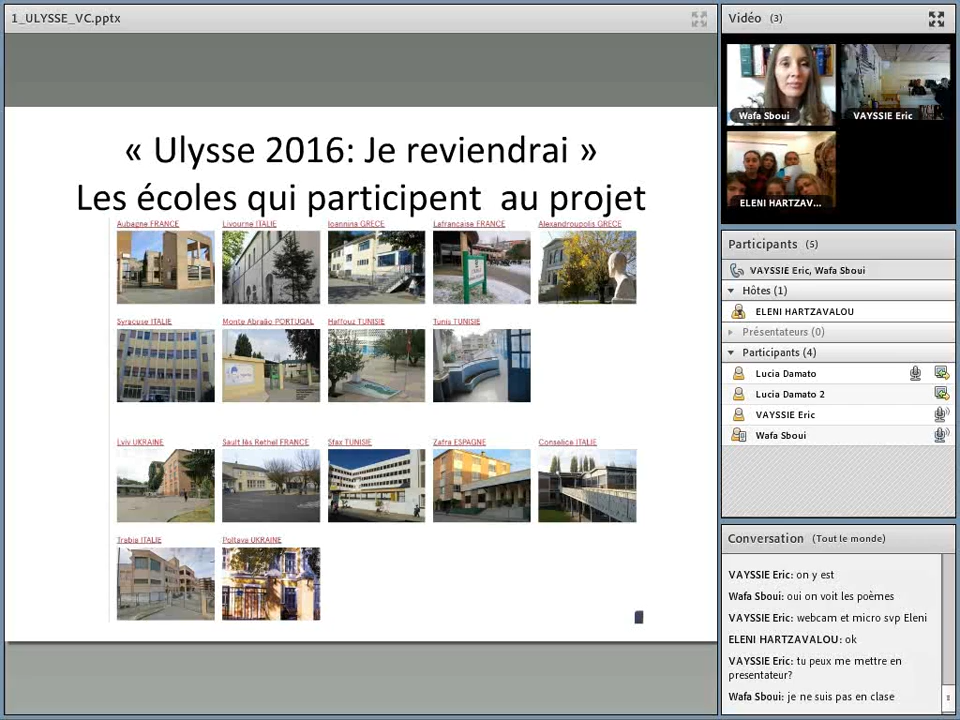 1_ULYSSE_VC.pptx
« Ulysse 2016: Je reviendrai »
Les écoles qui participent au projet
Aubagne FRANCE
Livourne ITALIE
Ioannina GRECE
Lafrancaise FRANCE
Alexandroupolis GRECE
Syracuse ITALIE
Monte Abraão PORTUGAL
Haffouz TUNISIE
Tunis TUNISIE
Lviv UKRAINE
Sault lès Rethel FRANCE
Sfax TUNISIE
Zafra ESPAGNE
Conselice ITALIE
Trabia ITALIE
Poltava UKRAINE
Vidéo (3)
Wafa Sboui
VAYSSIE Eric
ELENI HARTZAV...
Participants (5)
VAYSSIE Eric, Wafa Sboui
Hôtes (1)
ELENI HARTZAVALOU
Présentateurs (0)
Participants (4)
Lucia Damato
Lucia Damato 2
VAYSSIE Eric
Wafa Sboui
Conversation (Tout le monde)
VAYSSIE Eric: on y est
Wafa Sboui: oui on voit les poèmes
VAYSSIE Eric: webcam et micro svp Eleni
ELENI HARTZAVALOU: ok
VAYSSIE Eric: tu peux me mettre en
presentateur?
Wafa Sboui: je ne suis pas en clase